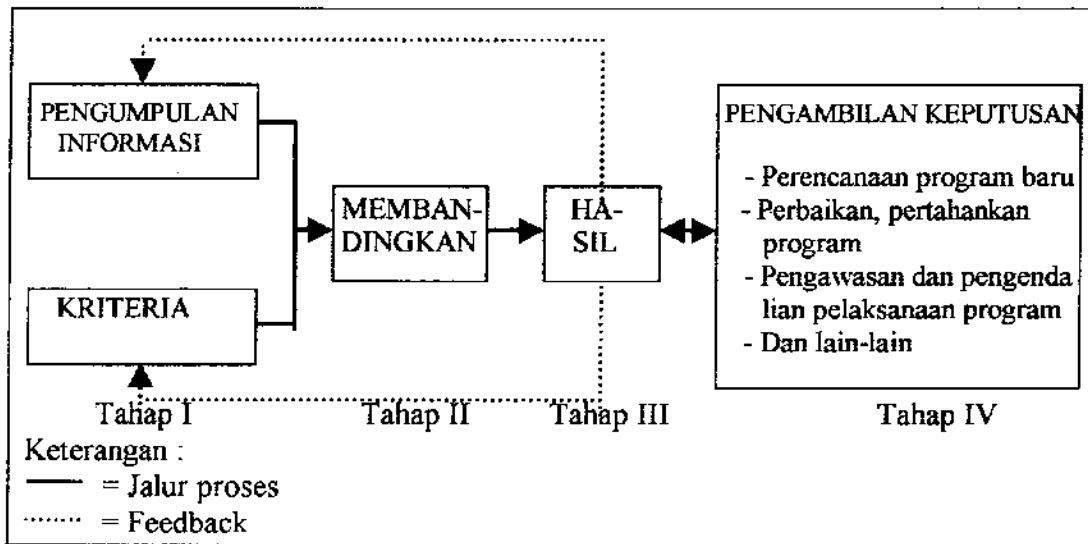 PENGUMPULAN
INFORMASI
KRITERIA
MEMBAN-
DINGKAN
HA-
SIL
PENGAMBILAN KEPUTUSAN
- Perencanaan program baru
- Perbaikan, pertahankan
program
- Pengawasan dan pengenda
lian pelaksanaan program
- Dan lain-lain
Tahap I
Tahap II
Tahap III
Tahap IV
Keterangan :
= Jalur proses
= Feedback